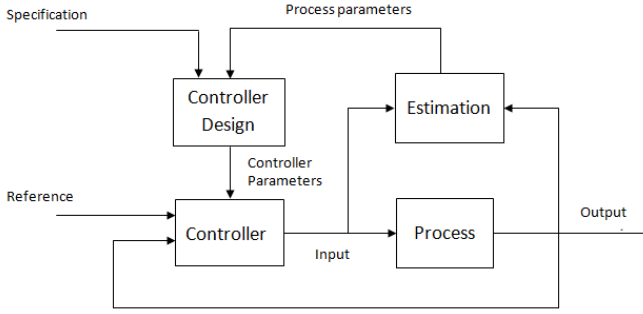 Process parameters
Specification
Controller
Design
Estimation
Controller
Parameters
Reference
Controller
Input
Process
Output